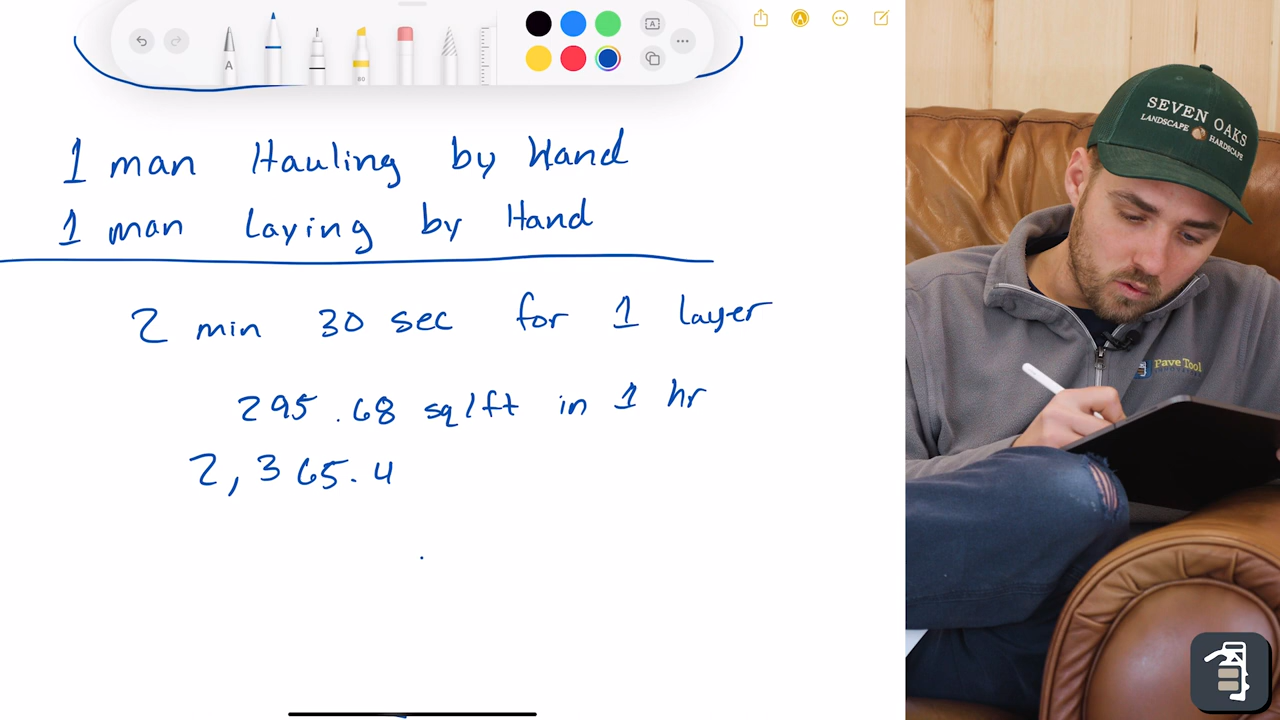 1 man Hauling by Hand
1 man laying by Hand
2 min 30 sec for 1 layer
295.68 sq/ft in 1 hr
2,365.4
A
80
A
SEVEN OAKS
LANDSCAPE HARDSCAPE
Pave Tool